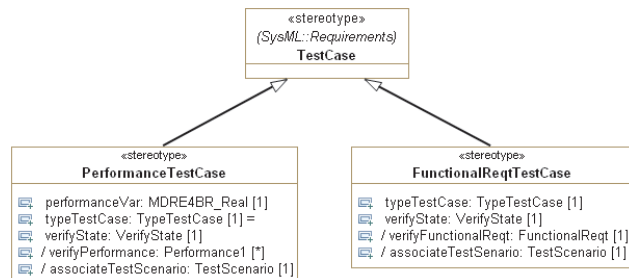 «stereotype»
(SysML::Requirements)
TestCase
«stereotype»
PerformanceTestCase
performanceVar: MDRE4BR_Real [1]
typeTestCase: TypeTestCase [1] =
verifyState: VerifyState [1]
/ verifyPerformance: Performance1 [*]
/ associateTestScenario: TestScenario [1]
«stereotype»
FunctionalReqtTestCase
typeTestCase: TypeTestCase [1]
verifyState: VerifyState [1]
/ verifyFunctionalReqt: FunctionalReqt [1]
/ associateTestSenario: TestScenario [1]